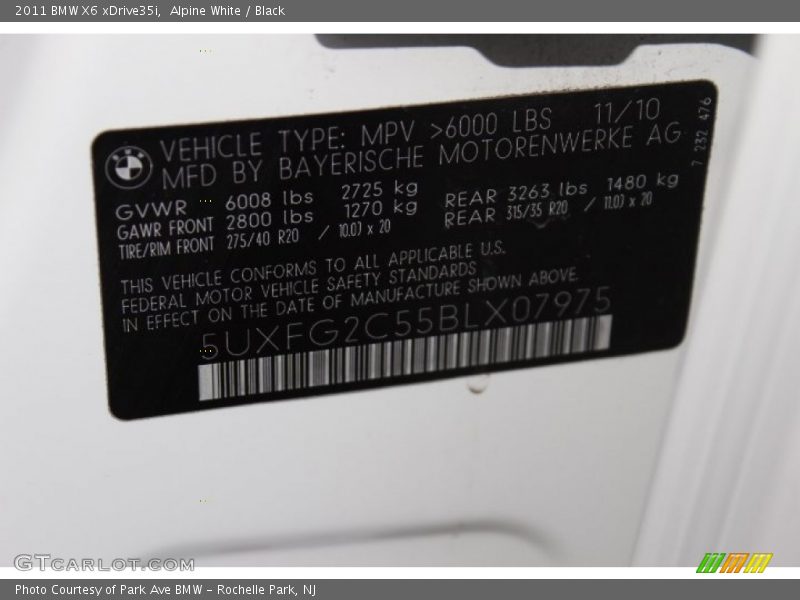 2011 BMW X6 xDrive35i, Alpine White / Black
VEHICLE TYPE: MPV >6000 LBS 11/10
MFD BY BAYERISCHE MOTORENWERKE AG
7 232 476
GVWR 6008 lbs 2725 kg
GAWR FRONT 2800 lbs 1270 kg REAR 3263 lbs 1480 kg
TIRE/RIM FRONT 275/40 R20 / 10.0J x 20 REAR 315/35 R20 / 11.0J x 20
THIS VEHICLE CONFORMS TO ALL APPLICABLE U.S.
FEDERAL MOTOR VEHICLE SAFETY STANDARDS
IN EFFECT ON THE DATE OF MANUFACTURE SHOWN ABOVE.
5UXFG2C55BLX07975
GTCARLOT.COM
Photo Courtesy of Park Ave BMW - Rochelle Park, NJ